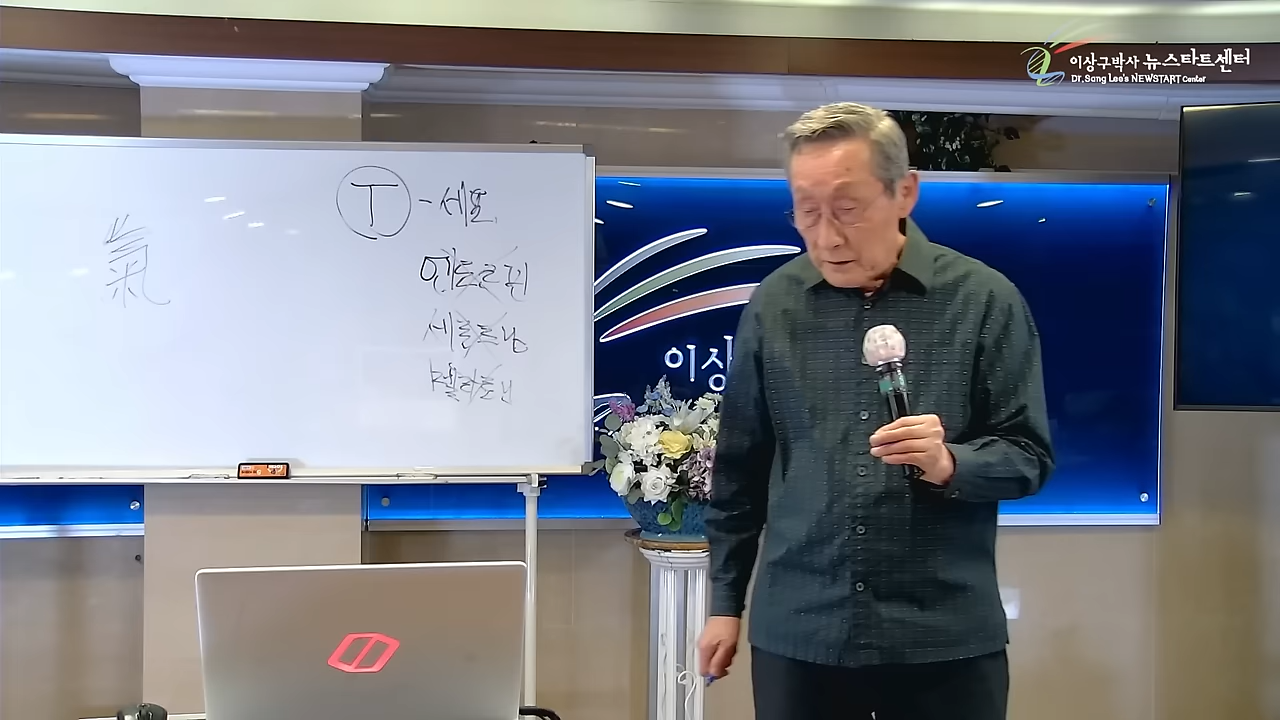 이상구박사 뉴스타트센터
Dr. Sang Lee's NEWSTART Center
氣
T - 세포
엔도르핀
세로토닌
멜라토닌
이상